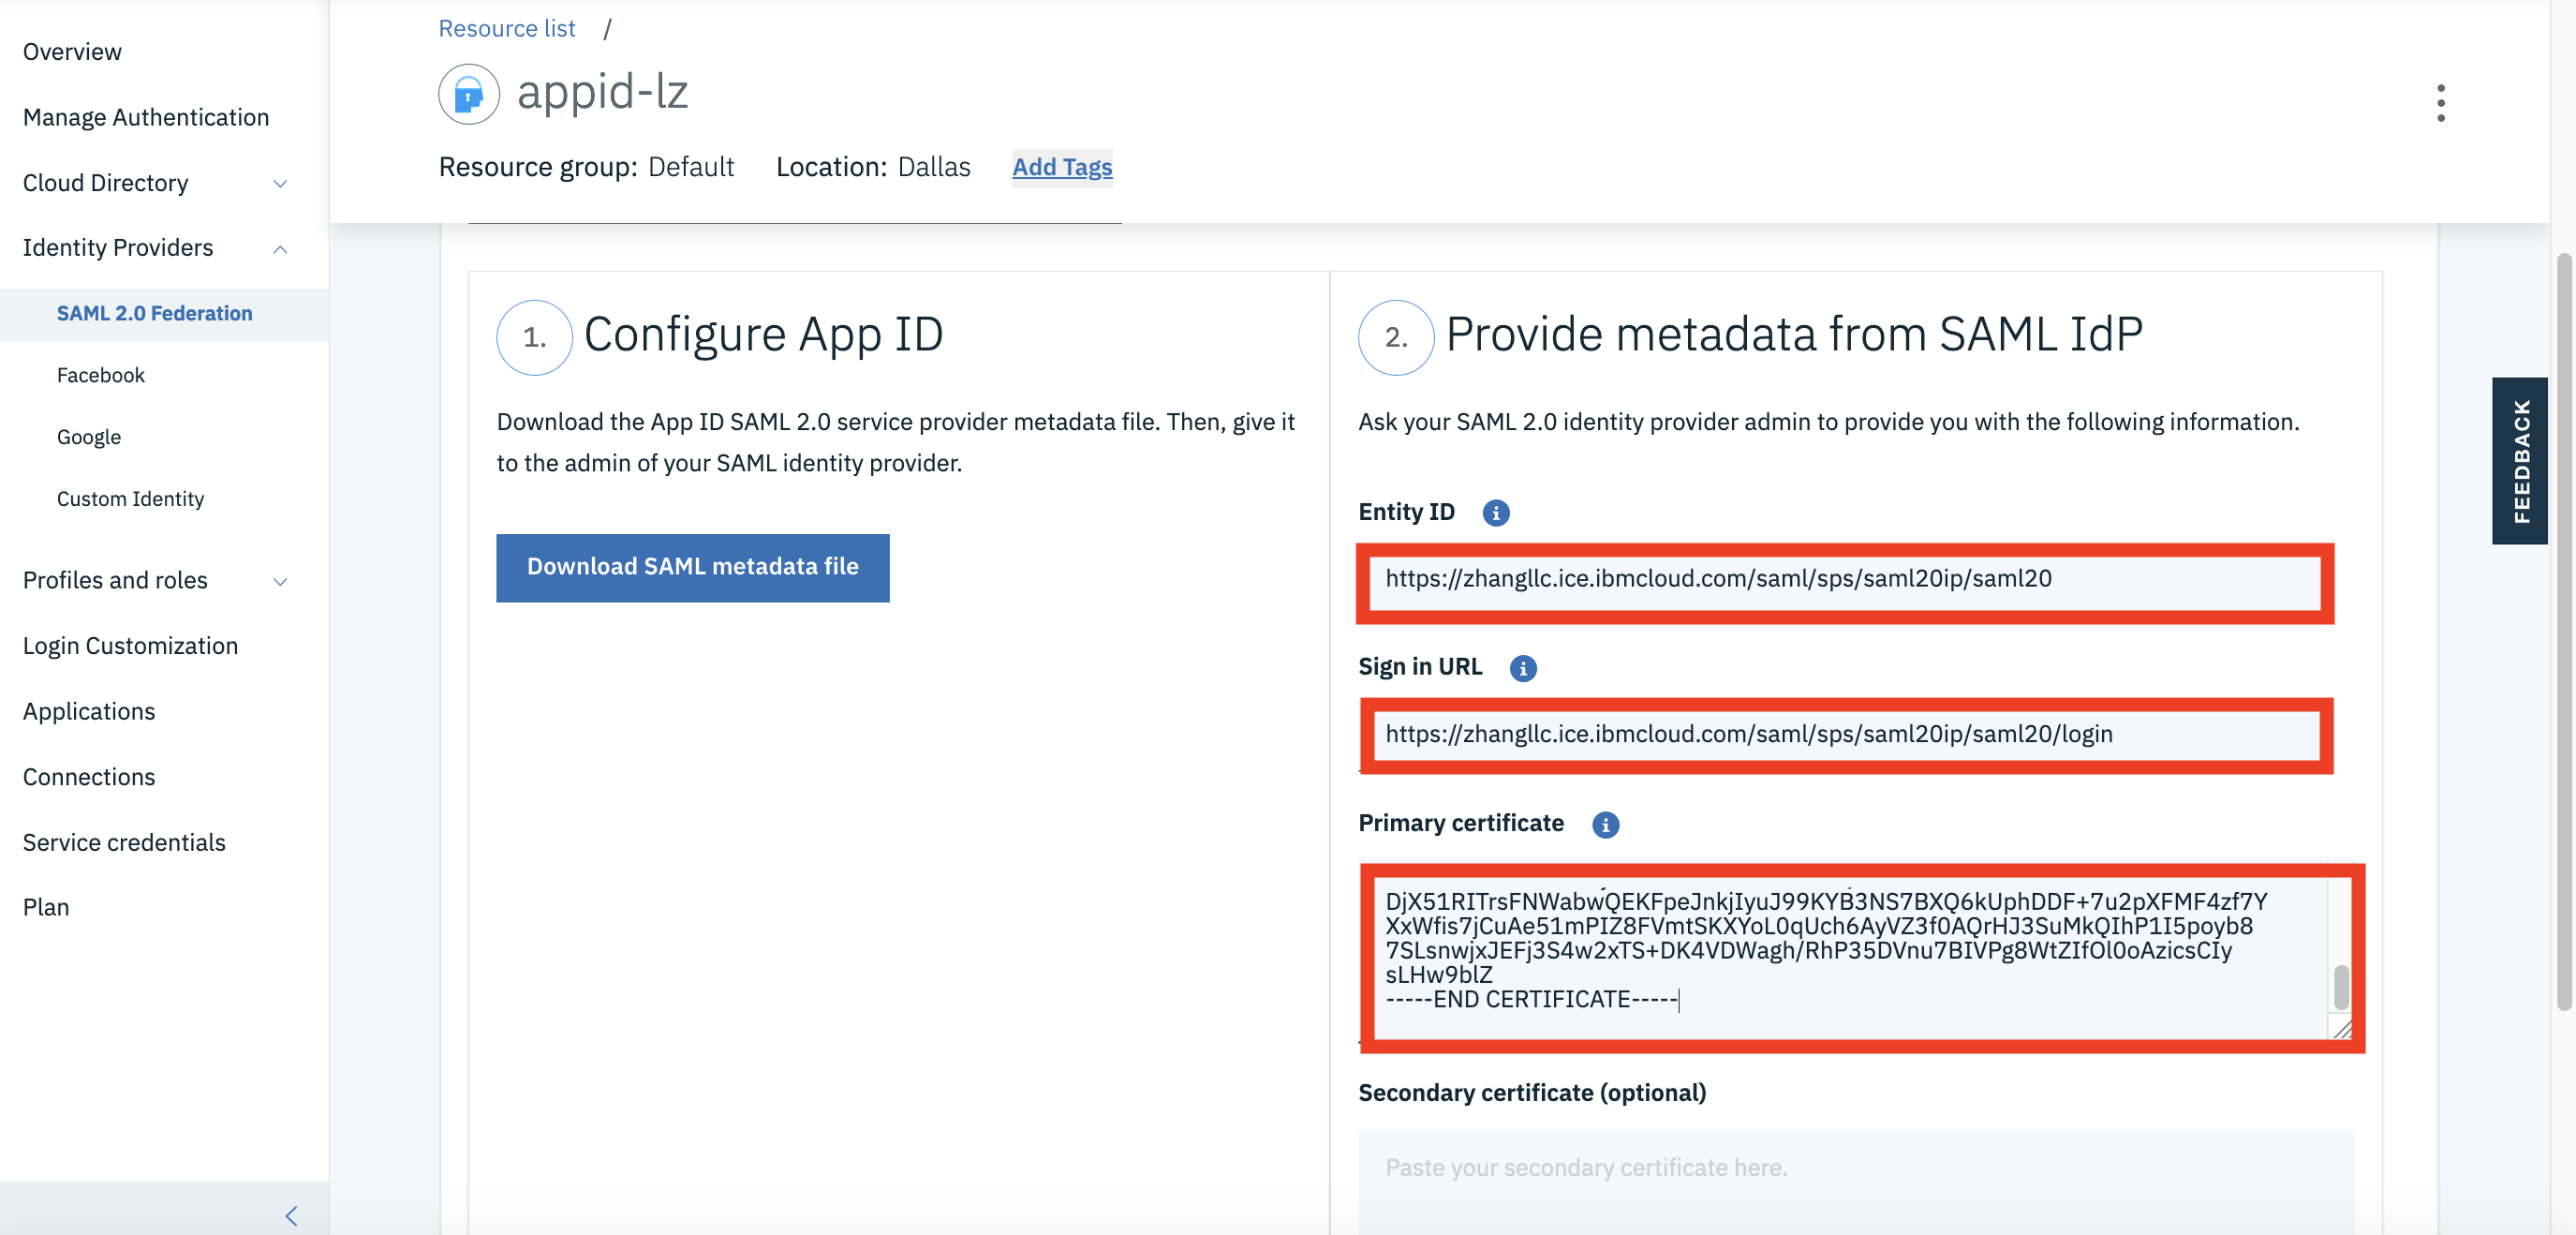 Overview
Manage Authentication
Cloud Directory
Identity Providers
SAML 2.0 Federation
Facebook
Google
Custom Identity
Profiles and roles
Login Customization
Applications
Connections
Service credentials
Plan
Resource list /
appid-lz
Resource group: Default Location: Dallas Add Tags
1. Configure App ID
Download the App ID SAML 2.0 service provider metadata file. Then, give it
to the admin of your SAML identity provider.
Download SAML metadata file
2. Provide metadata from SAML IdP
Ask your SAML 2.0 identity provider admin to provide you with the following information.
Entity ID
https://zhangllc.ice.ibmcloud.com/saml/sps/saml20ip/saml20
Sign in URL
https://zhangllc.ice.ibmcloud.com/saml/sps/saml20ip/saml20/login
Primary certificate
DjX51RITrsFNWabwQEKFpeJnkjIyuJ99KYB3NS7BXQ6kUphDDF+7u2pXFMF4zf7Y
XxWfis7jCuAe51mPIZ8FVmtSKXYoL0qUch6AyVZ3f0AQrHJ3SuMkQIhP1I5poyb8
7SLsnwjxJEFj3S4w2xTS+DK4VDWagh/RhP35DVnu7BIVPg8WtZIfOl0oAzicsCIy
sLHw9blZ
-----END CERTIFICATE-----
Secondary certificate (optional)
Paste your secondary certificate here.
FEEDBACK